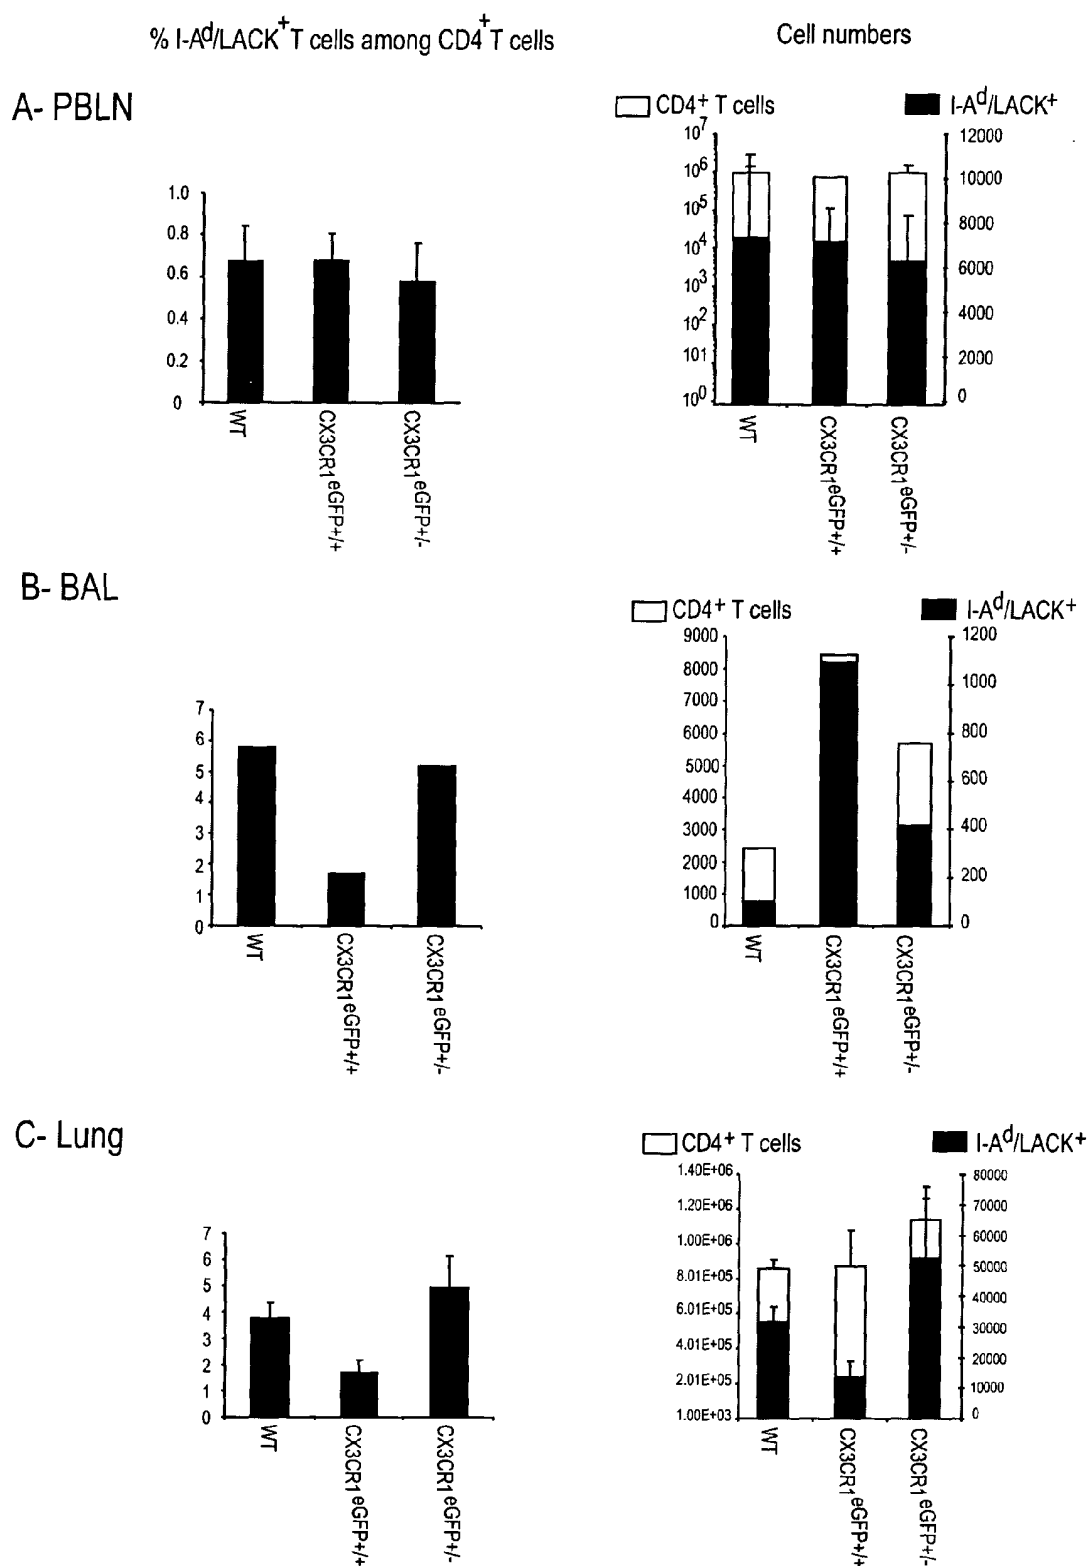 % I-Ad/LACK+ T cells among CD4+ T cells
Cell numbers
A- PBLN
CD4+ T cells
I-Ad/LACK+
1.0
0.8
0.6
0.4
0.2
0
WT
CX3CR1eGFP+/+
CX3CR1eGFP+/-
10^7
10^6
10^5
10^4
10^3
10^2
10^1
10^0
12000
10000
8000
6000
4000
2000
0
WT
CX3CR1eGFP+/+
CX3CR1eGFP+/-
B- BAL
CD4+ T cells
I-Ad/LACK+
7
6
5
4
3
2
1
0
WT
CX3CR1eGFP+/+
CX3CR1eGFP+/-
9000
8000
7000
6000
5000
4000
3000
2000
1000
0
1200
1000
800
600
400
200
0
WT
CX3CR1eGFP+/+
CX3CR1eGFP+/-
C- Lung
CD4+ T cells
I-Ad/LACK+
7
6
5
4
3
2
1
0
WT
CX3CR1eGFP+/+
CX3CR1eGFP+/-
1.40E+06
1.20E+06
1.00E+06
8.01E+05
6.01E+05
4.01E+05
2.01E+05
1.00E+03
80000
70000
60000
50000
40000
30000
20000
10000
0
WT
CX3CR1eGFP+/+
CX3CR1eGFP+/-